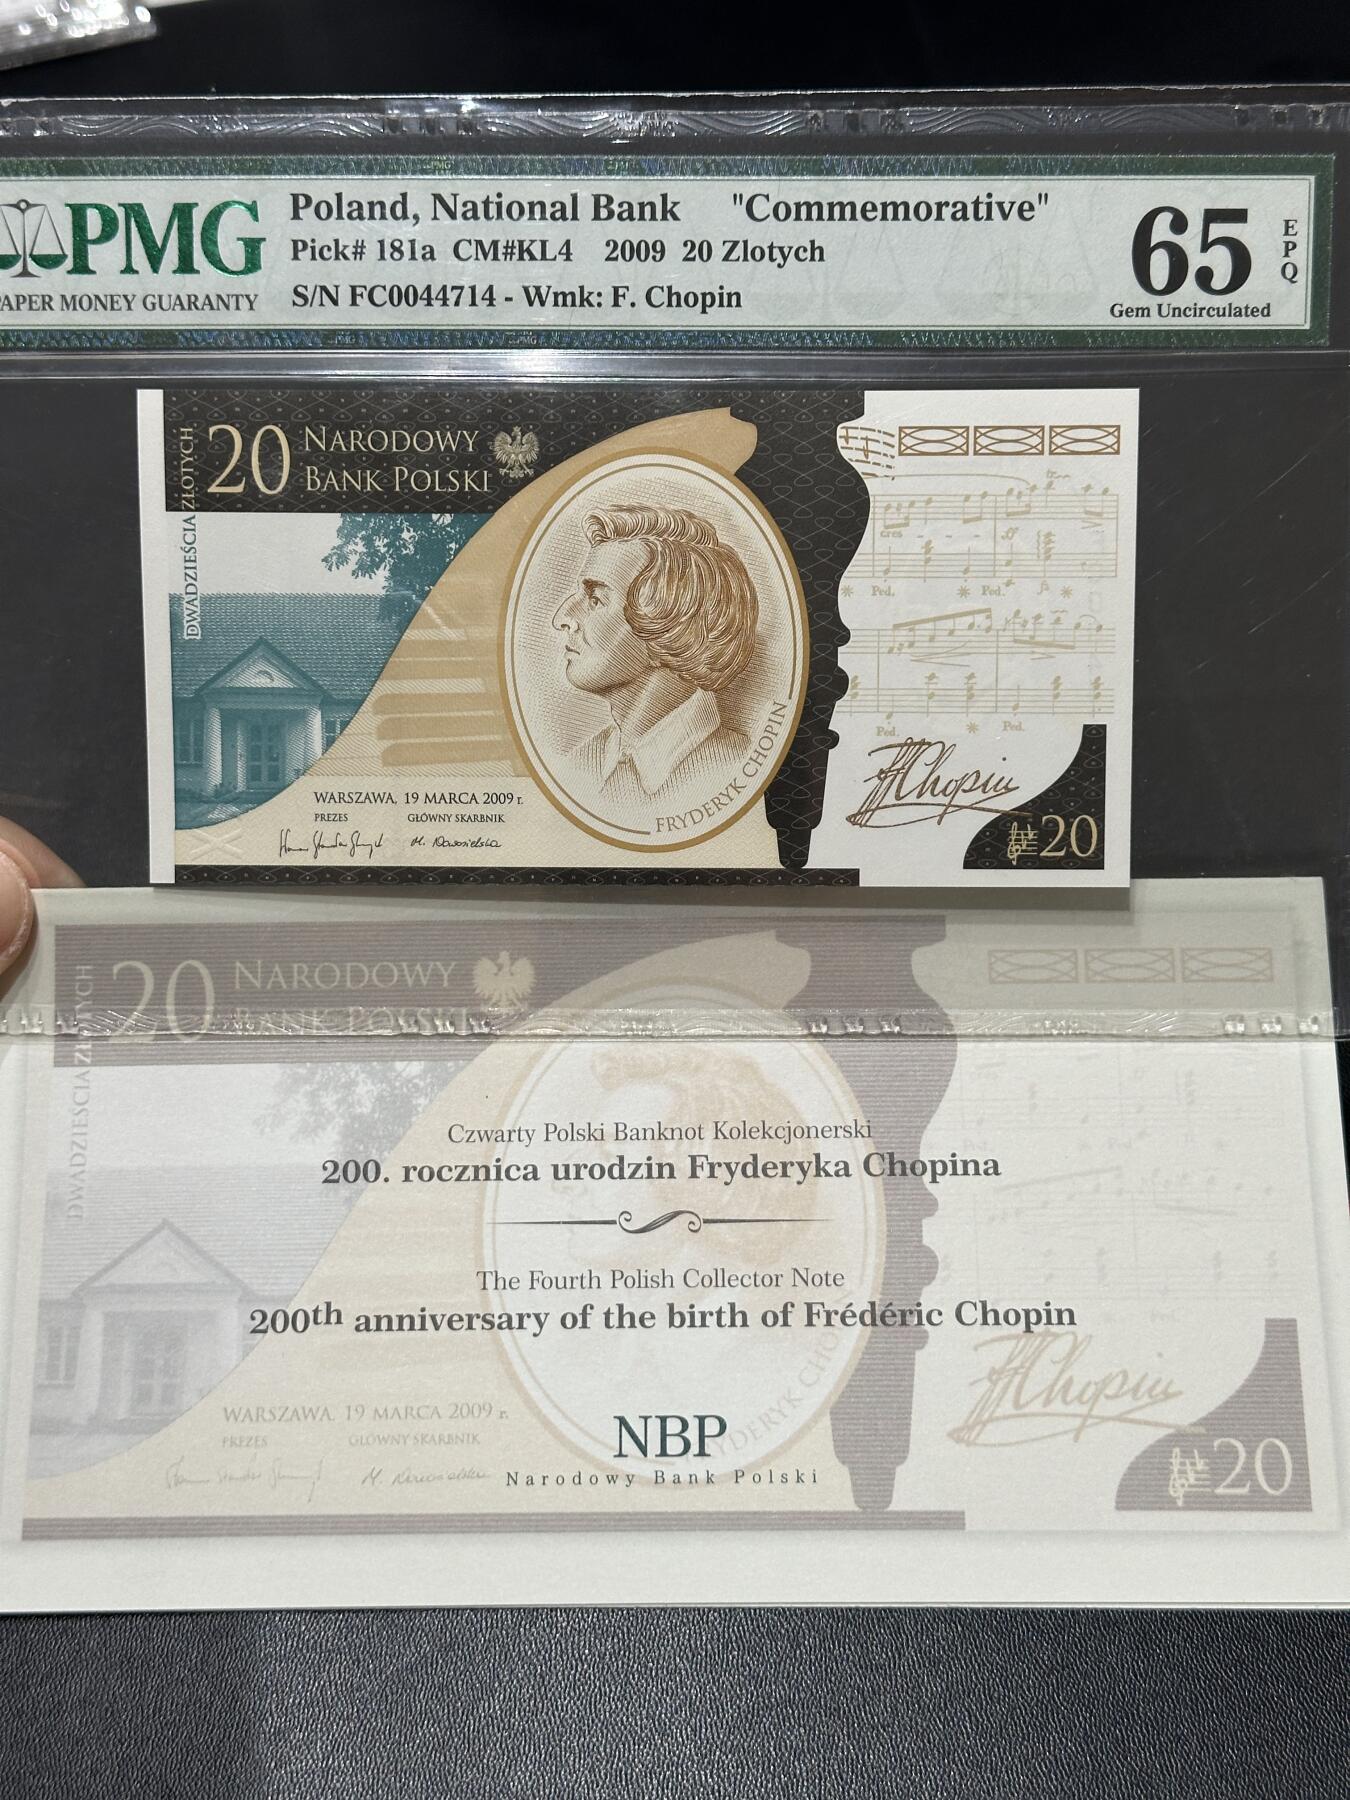 PMG
PAPER MONEY GUARANTY
Poland, National Bank "Commemorative"
Pick# 181a CM#KL4 2009 20 Zlotych
S/N FC0044714 - Wmk: F. Chopin
65
EPQ
Gem Uncirculated
20 NARODOWY
BANK POLSKI
DWADZIEŚCIA ZŁOTYCH
cres
Ped.
Ped.
Ped.
Ped.
FRYDERYK CHOPIN
WARSZAWA, 19 MARCA 2009 r.
PREZES GŁÓWNY SKARBNIK
Chopin
20
20 NARODOWY
BANK POLSKI
DWADZIEŚCIA ZŁOTYCH
Czwarty Polski Banknot Kolekcjonerski
200. rocznica urodzin Fryderyka Chopina
The Fourth Polish Collector Note
200th anniversary of the birth of Frédéric Chopin
WARSZAWA, 19 MARCA 2009 r.
PREZES GŁÓWNY SKARBNIK
Chopin
NBP
Narodowy Bank Polski
20